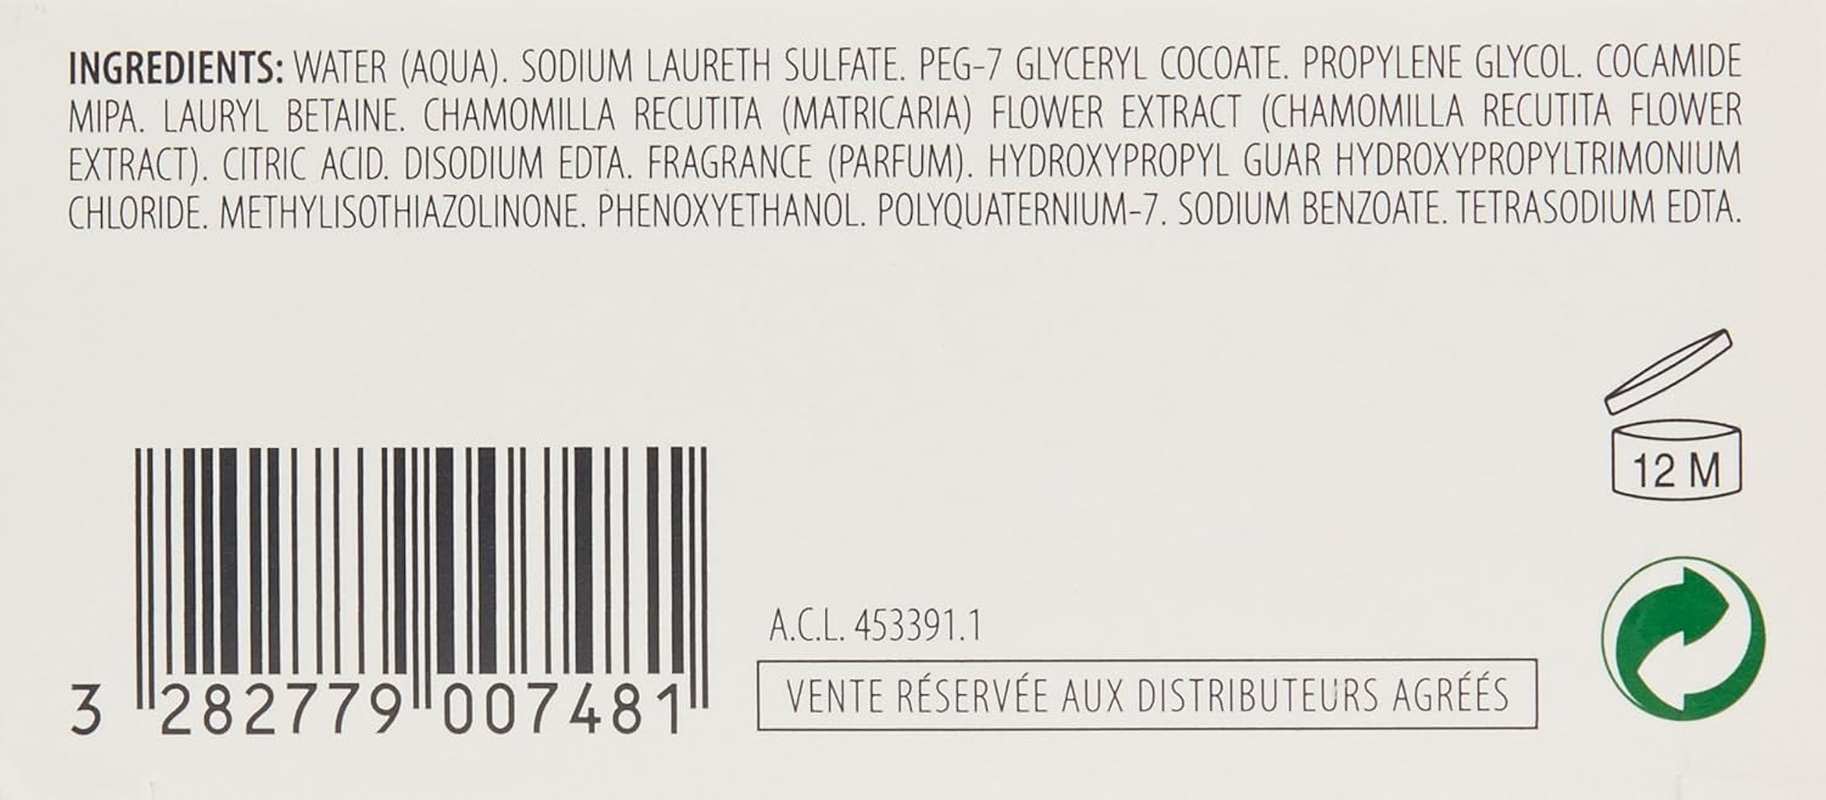 INGREDIENTS: WATER (AQUA). SODIUM LAURETH SULFATE. PEG-7 GLYCERYL COCOATE. PROPYLENE GLYCOL. COCAMIDE
MIPA. LAURYL BETAINE. CHAMOMILLA RECUTITA (MATRICARIA) FLOWER EXTRACT (CHAMOMILLA RECUTITA FLOWER
EXTRACT). CITRIC ACID. DISODIUM EDTA. FRAGRANCE (PARFUM). HYDROXYPROPYL GUAR HYDROXYPROPYLTRIMONIUM
CHLORIDE. METHYLISOTHIAZOLINONE. PHENOXYETHANOL. POLYQUATERNIUM-7. SODIUM BENZOATE. TETRASODIUM EDTA.
12 M
A.C.L. 453391.1
VENTE RÉSERVÉE AUX DISTRIBUTEURS AGRÉÉS
3 282779 007481